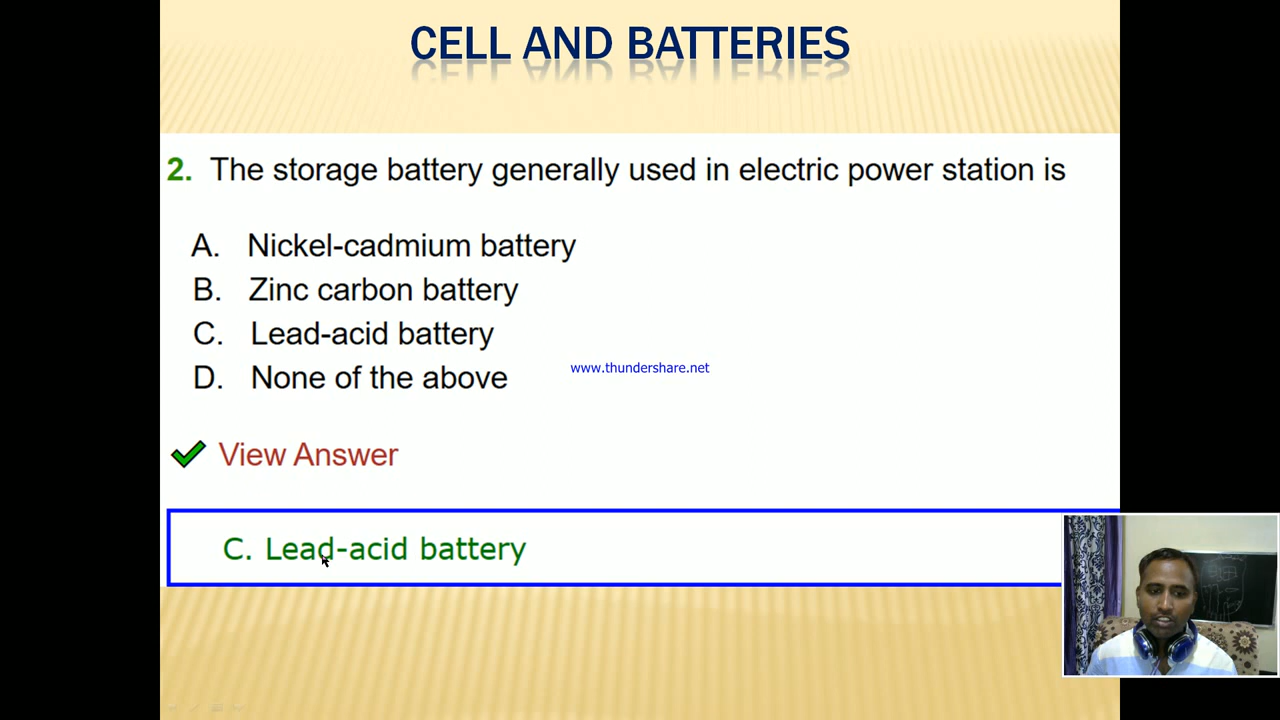 CELL AND BATTERIES
2. The storage battery generally used in electric power station is
A. Nickel-cadmium battery
B. Zinc carbon battery
C. Lead-acid battery
D. None of the above
www.thundershare.net
View Answer
C. Lead-acid battery